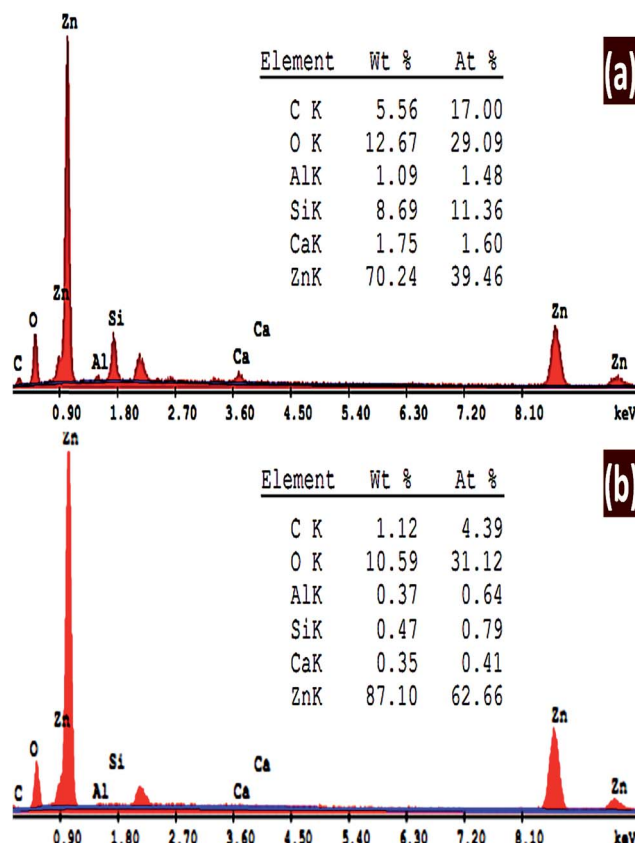 Zn
(a)
Element Wt % At %
C K 5.56 17.00
O K 12.67 29.09
AlK 1.09 1.48
SiK 8.69 11.36
CaK 1.75 1.60
ZnK 70.24 39.46
Zn
O
Si
Ca
Zn
C
Al
Ca
Zn
0.90 1.80 2.70 3.60 4.50 5.40 6.30 7.20 8.10 keV
Zn
(b)
Element Wt % At %
C K 1.12 4.39
O K 10.59 31.12
AlK 0.37 0.64
SiK 0.47 0.79
CaK 0.35 0.41
ZnK 87.10 62.66
Zn
Zn
O
Si
Ca
C
Al
Ca
Zn
0.90 1.80 2.70 3.60 4.50 5.40 6.30 7.20 8.10 keV